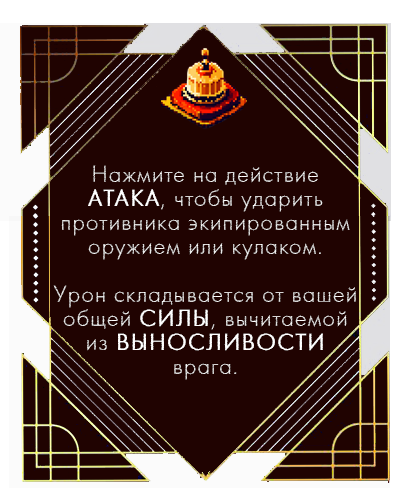 Нажмите на действие
АТАКА, чтобы ударить
противника экипированным
оружием или кулаком.
Урон складывается от вашей
общей СИЛЫ, вычитаемой
из ВЫНОСЛИВОСТИ
врага.